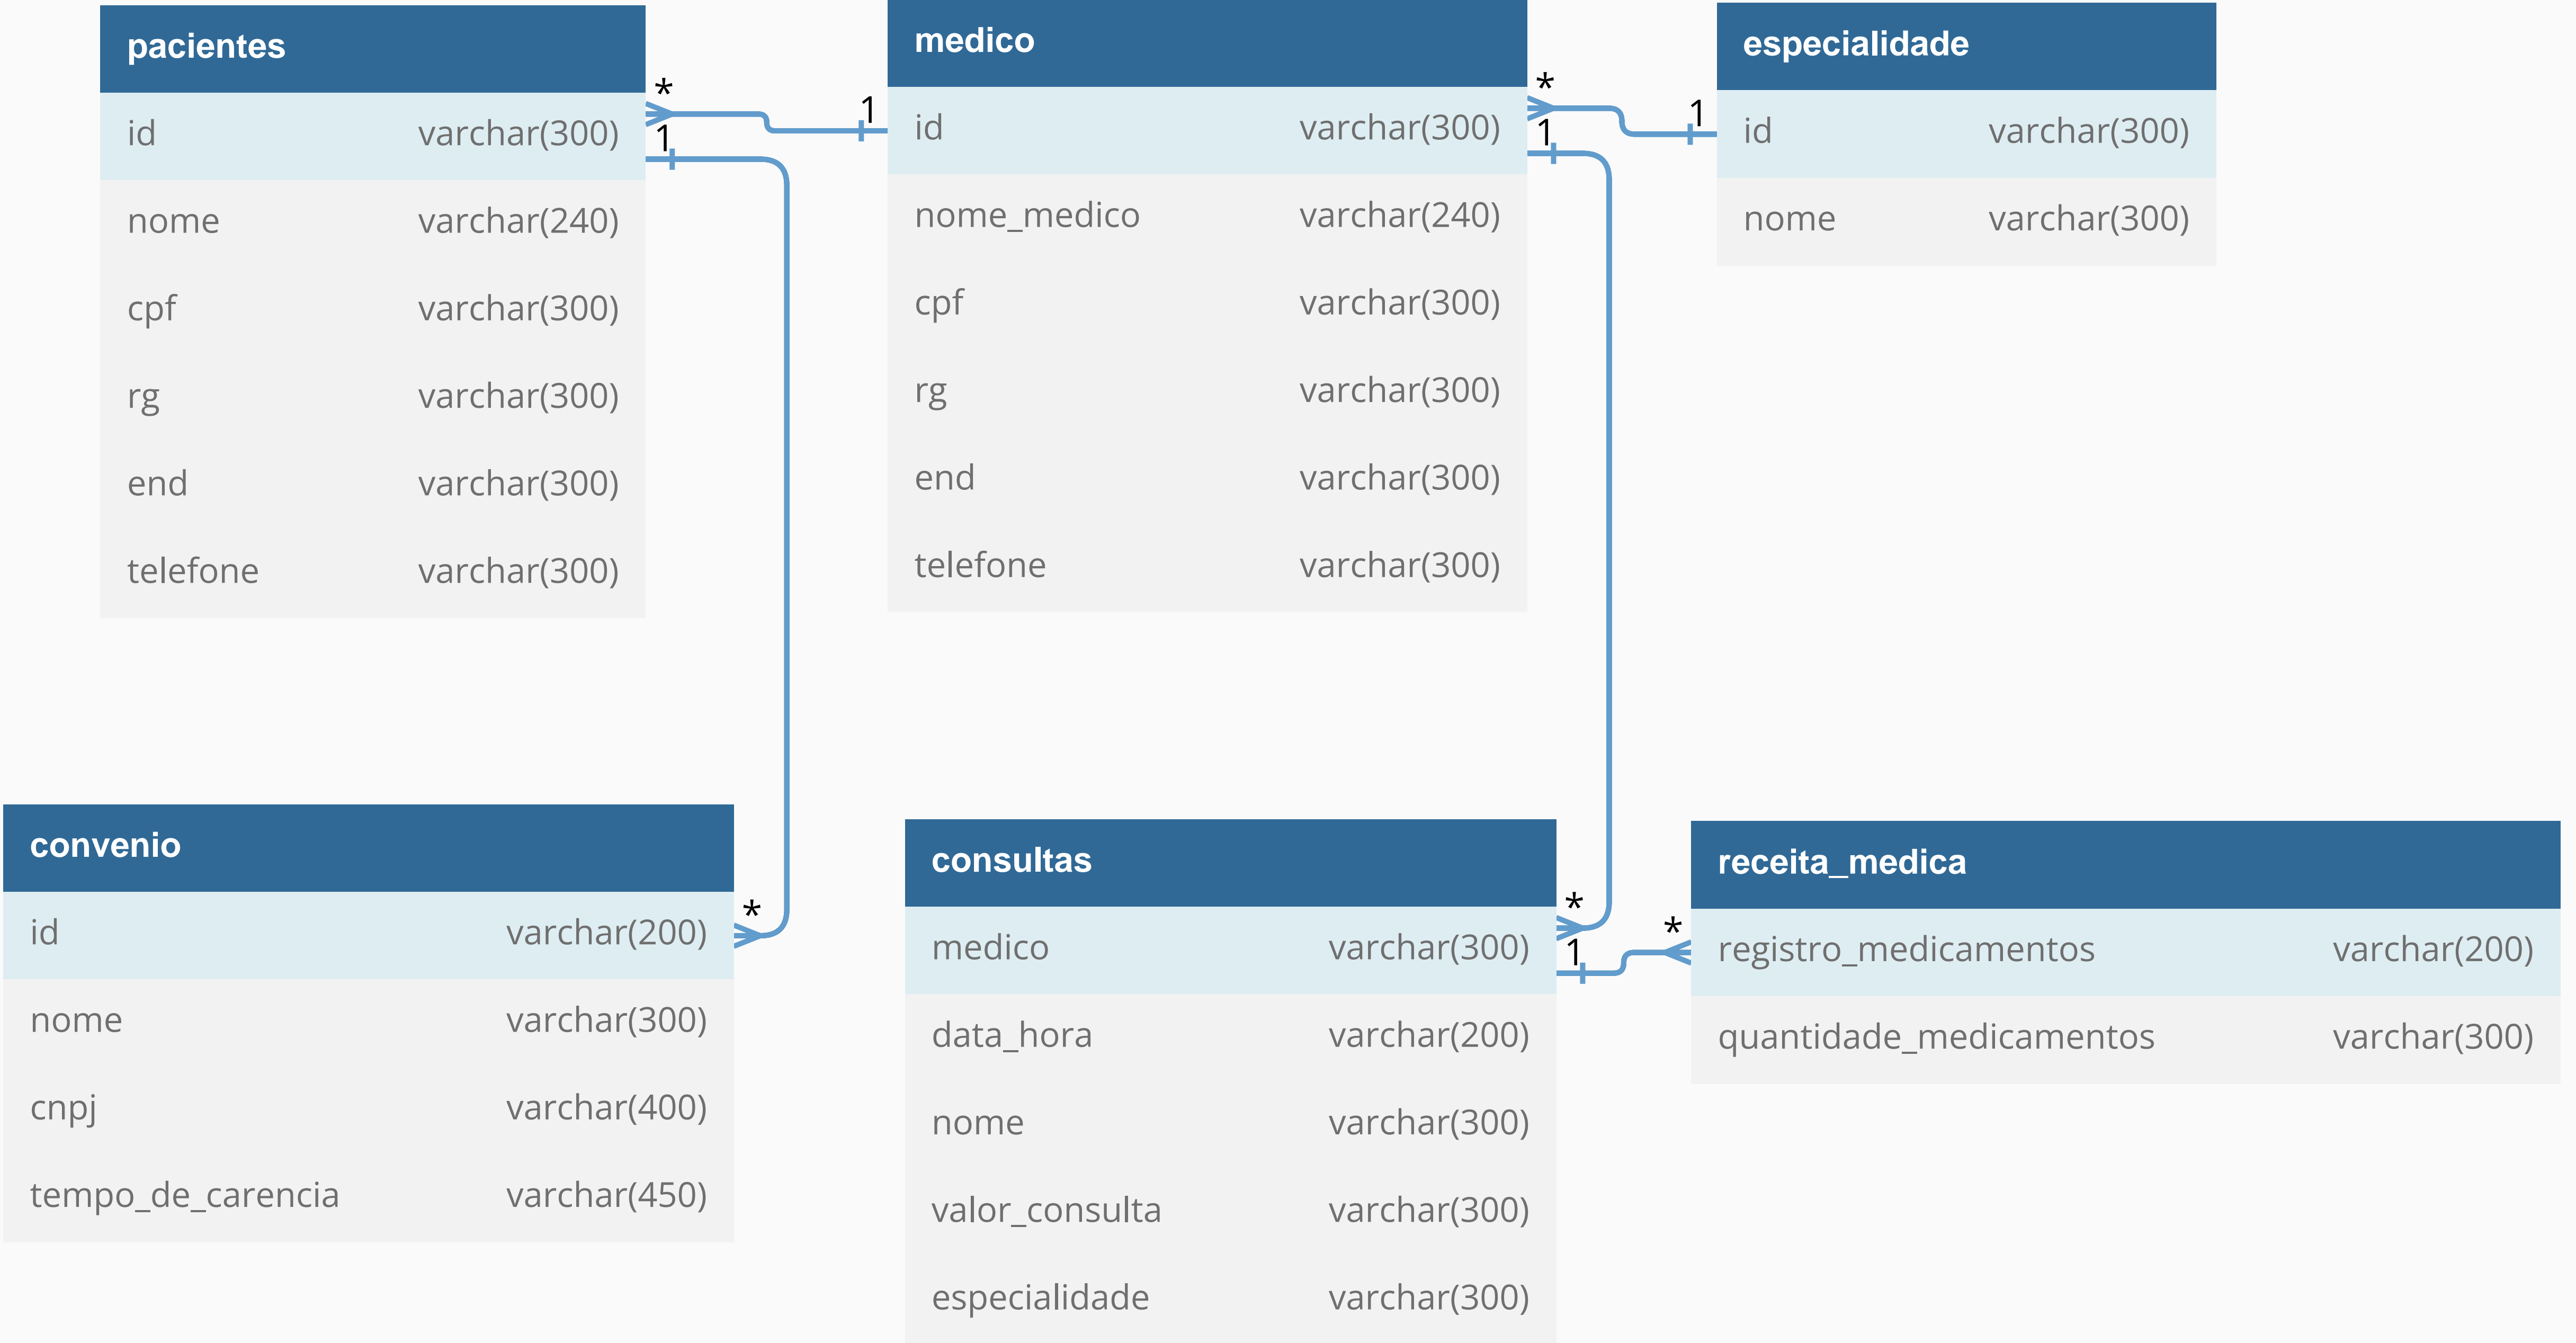 pacientes
id varchar(300)
nome varchar(240)
cpf varchar(300)
rg varchar(300)
end varchar(300)
telefone varchar(300)
* 1
1
medico
id varchar(300)
nome_medico varchar(240)
cpf varchar(300)
rg varchar(300)
end varchar(300)
telefone varchar(300)
* 1
1
especialidade
id varchar(300)
nome varchar(300)
convenio
id varchar(200)
nome varchar(300)
cnpj varchar(400)
tempo_de_carencia varchar(450)
*
consultas
medico varchar(300)
data_hora varchar(200)
nome varchar(300)
valor_consulta varchar(300)
especialidade varchar(300)
*
1 *
receita_medica
registro_medicamentos varchar(200)
quantidade_medicamentos varchar(300)